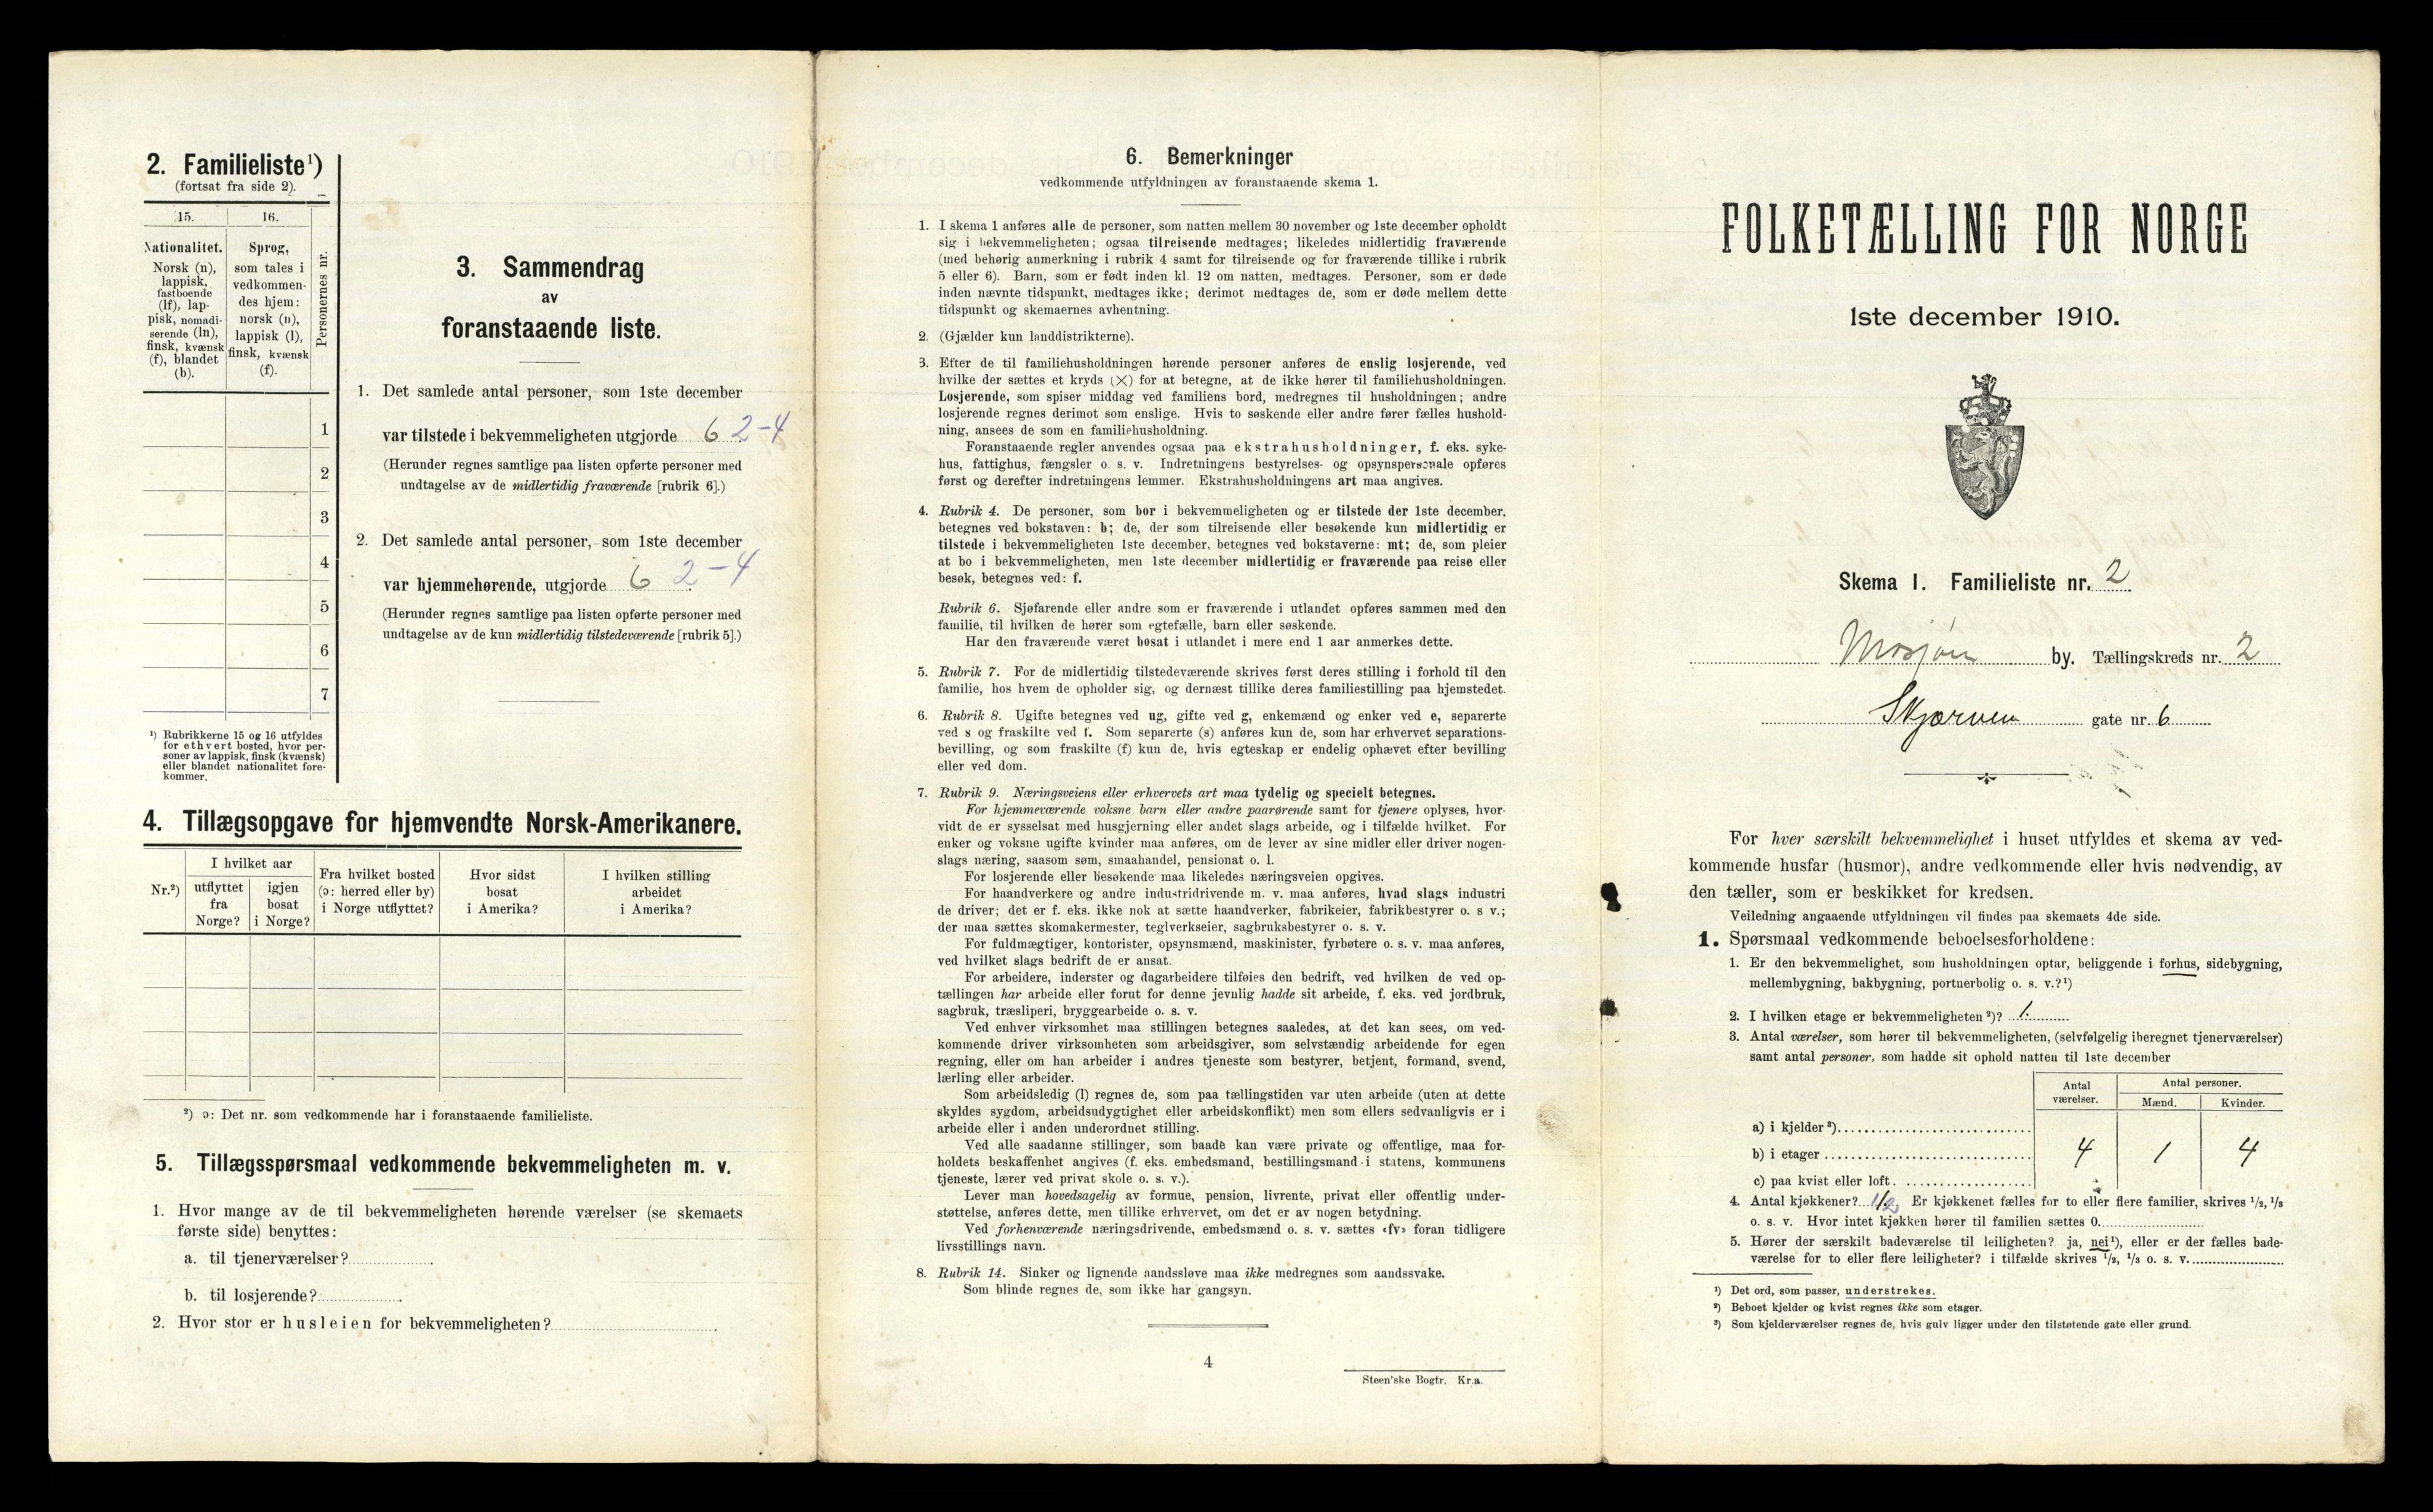 2. Familieliste¹)
(fortsat fra side 2).
15.
16.
Personernes nr.
Nationalitet.
Norsk (n),
lappisk,
fastboende
(lf), lap-
pisk, nomadi-
serende (ln),
finsk, kvænsk
(f), blandet
(b).
Sprog,
som tales i
vedkommen-
des hjem:
norsk (n),
lappisk (l),
finsk, kvænsk
(f).
1
2
3
4
5
6
7
¹) Rubrikkerne 15 og 16 utfyldes
for ethvert bosted, hvor per-
soner av lappisk, finsk (kvænsk)
eller blandet nationalitet fore-
kommer.
3. Sammendrag
av
foranstaaende liste.
1. Det samlede antal personer, som 1ste december
var tilstede i bekvemmeligheten utgjorde 6 2-4
(Herunder regnes samtlige paa listen opførte personer med
undtagelse av de midlertidig fraværende [rubrik 6].)
2. Det samlede antal personer, som 1ste december
var hjemmehørende, utgjorde 6 2-4
(Herunder regnes samtlige paa listen opførte personer med
undtagelse av de kun midlertidig tilstedeværende [rubrik 5].)
4. Tillægsopgave for hjemvendte Norsk-Amerikanere.
Nr.²)
I hvilket aar
utflyttet
fra
Norge?
igjen
bosat
i Norge?
Fra hvilket bosted
(ɔ: herred eller by)
i Norge utflyttet?
Hvor sidst
bosat
i Amerika?
I hvilken stilling
arbeidet
i Amerika?
²) ɔ: Det nr. som vedkommende har i foranstaaende familieliste.
5. Tillægsspørsmaal vedkommende bekvemmeligheten m. v.
1. Hvor mange av de til bekvemmeligheten hørende værelser (se skemaets
første side) benyttes:
a. til tjenerværelser?
b. til losjerende?
2. Hvor stor er husleien for bekvemmeligheten?
6. Bemerkninger
vedkommende utfyldningen av foranstaaende skema 1.
1. I skema 1 anføres alle de personer, som natten mellem 30 november og 1ste december opholdt
sig i bekvemmeligheten; ogsaa tilreisende medtages; likeledes midlertidig fraværende
(med behørig anmerkning i rubrik 4 samt for tilreisende og for fraværende tillike i rubrik
5 eller 6). Barn, som er født inden kl. 12 om natten, medtages. Personer, som er døde
inden nævnte tidspunkt, medtages ikke; derimot medtages de, som er døde mellem dette
tidspunkt og skemaernes avhentning.
2. (Gjælder kun landdistrikterne).
3. Efter de til familiehusholdningen hørende personer anføres de enslig losjerende, ved
hvilke der sættes et kryds (×) for at betegne, at de ikke hører til familiehusholdningen.
Losjerende, som spiser middag ved familiens bord, medregnes til husholdningen; andre
losjerende regnes derimot som enslige. Hvis to søskende eller andre fører fælles hushold-
ning, ansees de som en familiehusholdning.
Foranstaaende regler anvendes ogsaa paa ekstrahusholdninger, f. eks. syke-
hus, fattighus, fængsler o. s. v. Indretningens bestyrelses- og opsynspersonale opføres
først og derefter indretningens lemmer. Ekstrahusholdningens art maa angives.
4. Rubrik 4. De personer, som bor i bekvemmeligheten og er tilstede der 1ste december,
betegnes ved bokstaven: b; de, der som tilreisende eller besøkende kun midlertidig er
tilstede i bekvemmeligheten 1ste december, betegnes ved bokstaverne: mt; de, som pleier
at bo i bekvemmeligheten, men 1ste december midlertidig er fraværende paa reise eller
besøk, betegnes ved: f.
Rubrik 6. Sjøfarende eller andre som er fraværende i utlandet opføres sammen med den
familie, til hvilken de hører som egtefælle, barn eller søskende.
Har den fraværende været bosat i utlandet i mere end 1 aar anmerkes dette.
5. Rubrik 7. For de midlertidig tilstedeværende skrives først deres stilling i forhold til den
familie, hos hvem de opholder sig, og dernæst tillike deres familiestilling paa hjemstedet.
6. Rubrik 8. Ugifte betegnes ved ug, gifte ved g, enkemænd og enker ved e, separerte
ved s og fraskilte ved f. Som separerte (s) anføres kun de, som har erhvervet separations-
bevilling, og som fraskilte (f) kun de, hvis egteskap er endelig ophævet efter bevilling
eller ved dom.
7. Rubrik 9. Næringsveiens eller erhvervets art maa tydelig og specielt betegnes.
For hjemmeværende voksne barn eller andre paarørende samt for tjenere oplyses, hvor-
vidt de er sysselsat med husgjerning eller andet slags arbeide, og i tilfælde hvilket. For
enker og voksne ugifte kvinder maa anføres, om de lever av sine midler eller driver nogen-
slags næring, saasom søm, smaahandel, pensionat o. l.
For losjerende eller besøkende maa likeledes næringsveien opgives.
For haandverkere og andre industridrivende m. v. maa anføres, hvad slags industri
de driver; det er f. eks. ikke nok at sætte haandverker, fabrikeier, fabrikbestyrer o. s v.;
der maa sættes skomakermester, teglverkseier, sagbruksbestyrer o. s. v.
For fuldmægtiger, kontorister, opsynsmænd, maskinister, fyrbøtere o. s. v. maa anføres,
ved hvilket slags bedrift de er ansat.
For arbeidere, inderster og dagarbeidere tilføies den bedrift, ved hvilken de ved op-
tællingen har arbeide eller forut for denne jevnlig hadde sit arbeide, f. eks. ved jordbruk,
sagbruk, træsliperi, bryggearbeide o. s. v.
Ved enhver virksomhet maa stillingen betegnes saaledes, at det kan sees, om ved-
kommende driver virksomheten som arbeidsgiver, som selvstændig arbeidende for egen
regning, eller om han arbeider i andres tjeneste som bestyrer, betjent, formand, svend,
lærling eller arbeider.
Som arbeidsledig (l) regnes de, som paa tællingstiden var uten arbeide (uten at dette
skyldes sygdom, arbeidsudygtighet eller arbeidskonflikt) men som ellers sedvanligvis er i
arbeide eller i anden underordnet stilling.
Ved alle saadanne stillinger, som baade kan være private og offentlige, maa for-
holdets beskaffenhet angives (f. eks. embedsmand, bestillingsmand i statens, kommunens
tjeneste, lærer ved privat skole o. s. v.).
Lever man hovedsagelig av formue, pension, livrente, privat eller offentlig under-
støttelse, anføres dette, men tillike erhvervet, om det er av nogen betydning.
Ved forhenværende næringsdrivende, embedsmænd o. s. v. sættes «fv» foran tidligere
livsstillings navn.
8. Rubrik 14. Sinker og lignende aandssløve maa ikke medregnes som aandssvake.
Som blinde regnes de, som ikke har gangsyn.
4
Steen'ske Bogtr. Kr.a.
FOLKETÆLLING FOR NORGE
1ste december 1910.
Skema 1. Familieliste nr. 2
Mosjøen by. Tællingskreds nr. 2
Skjærven gate nr. 6
For hver særskilt bekvemmelighet i huset utfyldes et skema av ved-
kommende husfar (husmor), andre vedkommende eller hvis nødvendig, av
den tæller, som er beskikket for kredsen.
Veiledning angaaende utfyldningen vil findes paa skemaets 4de side.
1. Spørsmaal vedkommende beboelsesforholdene:
1. Er den bekvemmelighet, som husholdningen optar, beliggende i forhus, sidebygning,
mellembygning, bakbygning, portnerbolig o. s. v.?¹)
2. I hvilken etage er bekvemmeligheten ²)? 1.
3. Antal værelser, som hører til bekvemmeligheten, (selvfølgelig iberegnet tjenerværelser)
samt antal personer, som hadde sit ophold natten til 1ste december
Antal
værelser.
Antal personer.
Mænd.
Kvinder.
a) i kjelder ³)
b) i etager 4 1 4
c) paa kvist eller loft
4. Antal kjøkkener? 1/2 Er kjøkkenet fælles for to eller flere familier, skrives ¹/₂, ¹/₃
o. s. v. Hvor intet kjøkken hører til familien sættes 0.
5. Hører der særskilt badeværelse til leiligheten? ja, nei¹), eller er der fælles bade-
værelse for to eller flere leiligheter? i tilfælde skrives ¹/₂, ¹/₃ o. s. v.
¹) Det ord, som passer, understrekes.
²) Beboet kjelder og kvist regnes ikke som etager.
³) Som kjelderværelser regnes de, hvis gulv ligger under den tilstøtende gate eller grund.